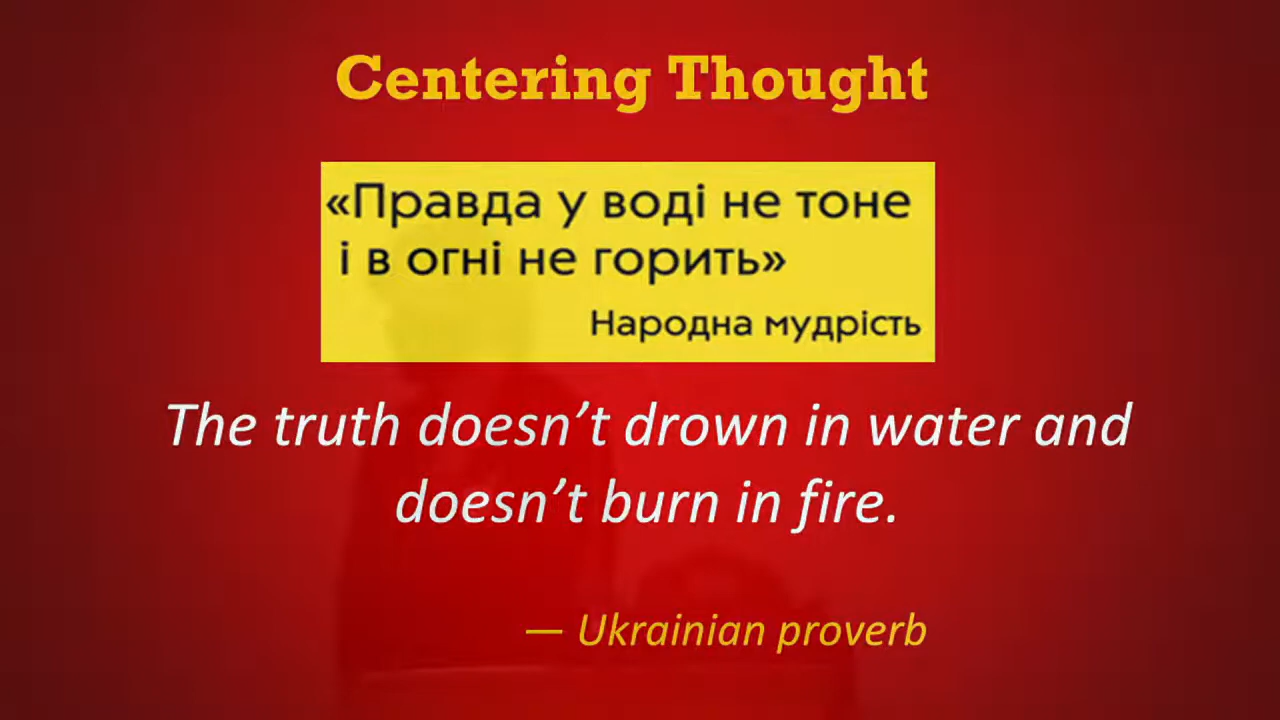 Centering Thought
«Правда у воді не тоне
і в огні не горить»
Народна мудрість
The truth doesn’t drown in water and
doesn’t burn in fire.
— Ukrainian proverb